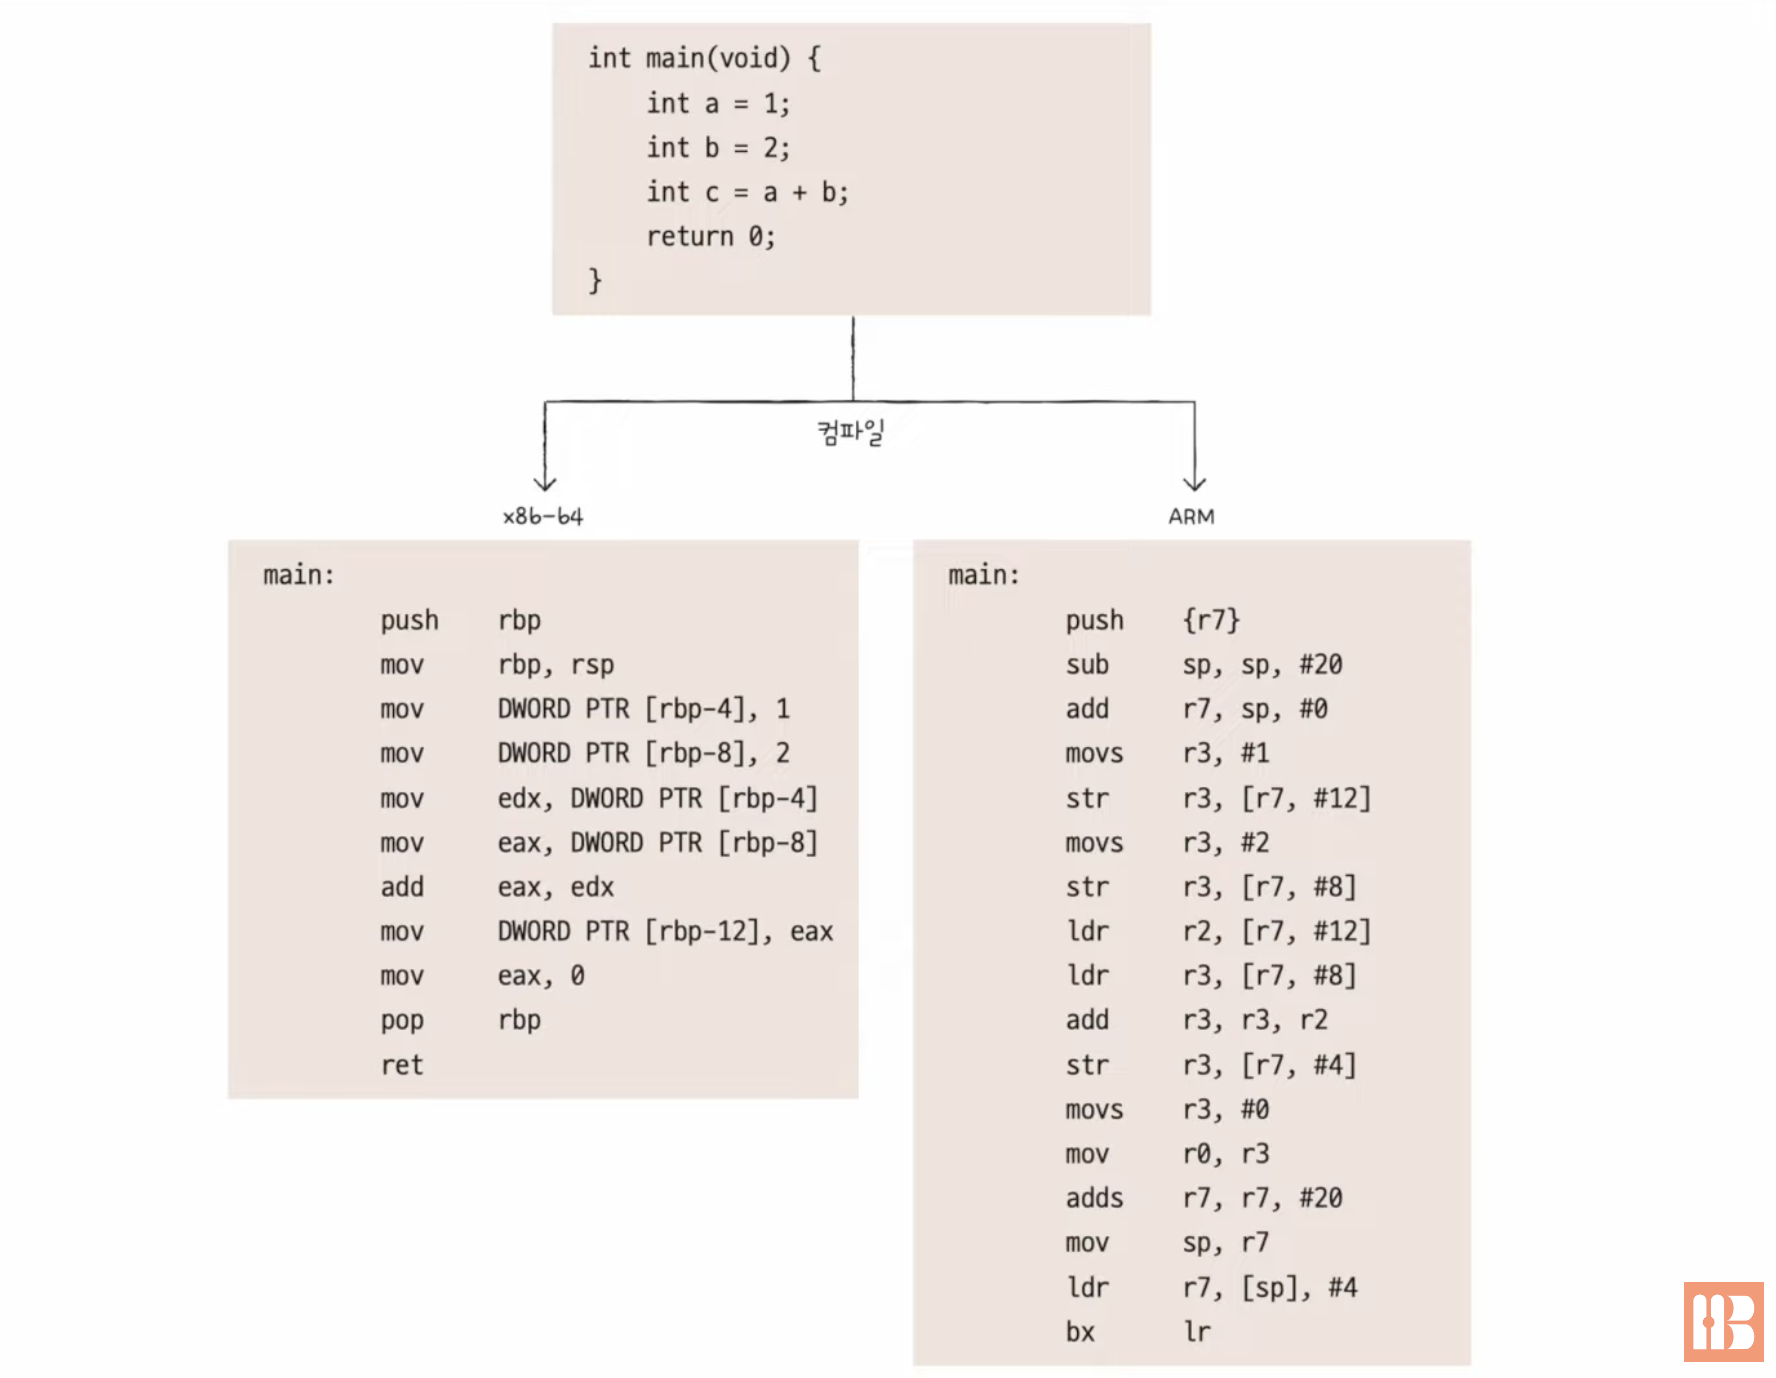 int main(void) {
    int a = 1;
    int b = 2;
    int c = a + b;
    return 0;
}
컴파일
x86-64
main:
        push    rbp
        mov     rbp, rsp
        mov     DWORD PTR [rbp-4], 1
        mov     DWORD PTR [rbp-8], 2
        mov     edx, DWORD PTR [rbp-4]
        mov     eax, DWORD PTR [rbp-8]
        add     eax, edx
        mov     DWORD PTR [rbp-12], eax
        mov     eax, 0
        pop     rbp
        ret
ARM
main:
        push    {r7}
        sub     sp, sp, #20
        add     r7, sp, #0
        movs    r3, #1
        str     r3, [r7, #12]
        movs    r3, #2
        str     r3, [r7, #8]
        ldr     r2, [r7, #12]
        ldr     r3, [r7, #8]
        add     r3, r3, r2
        str     r3, [r7, #4]
        movs    r3, #0
        mov     r0, r3
        adds    r7, r7, #20
        mov     sp, r7
        ldr     r7, [sp], #4
        bx      lr